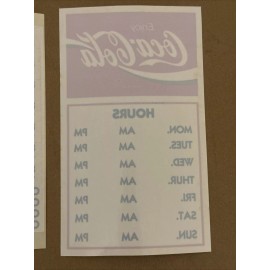 Enjoy
Coca-Cola
HOURS
MON. AM PM
TUES. AM PM
WED. AM PM
THUR. AM PM
FRI. AM PM
SAT. AM PM
SUN. AM PM